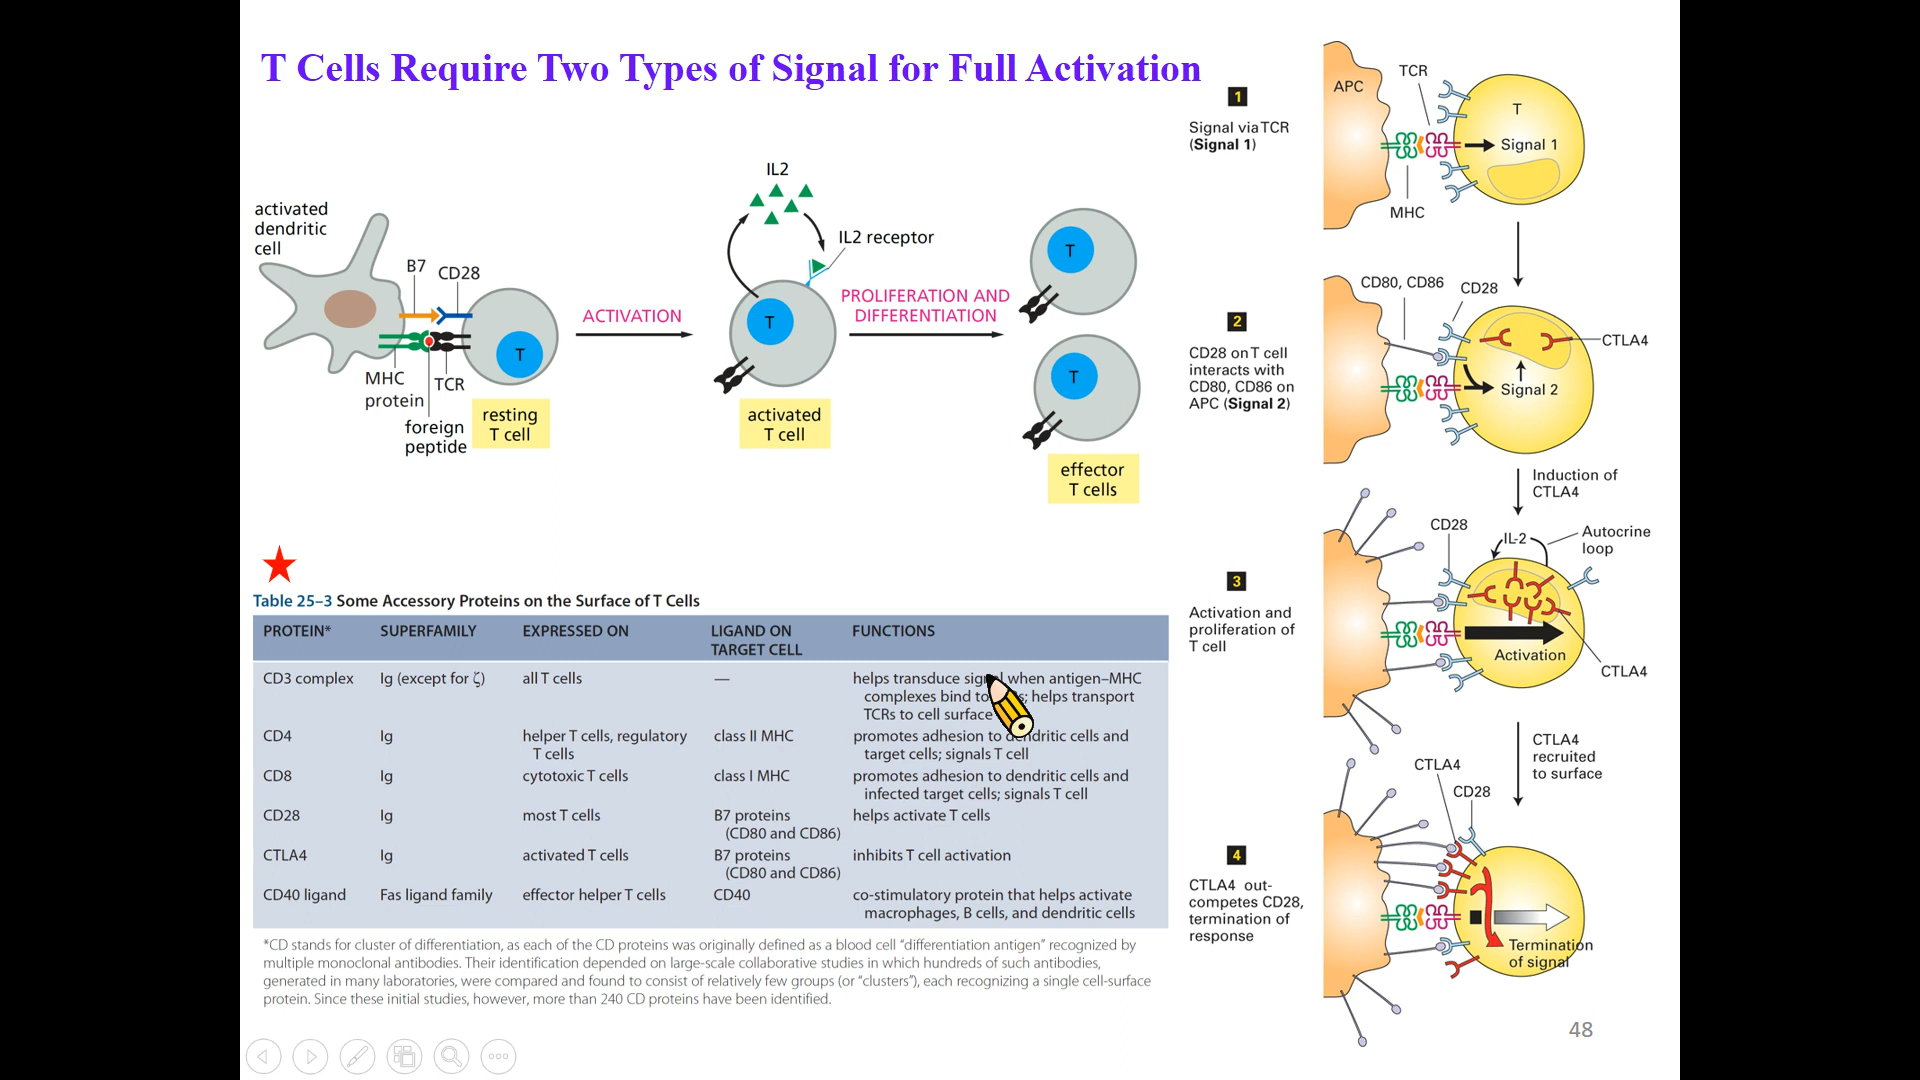 T Cells Require Two Types of Signal for Full Activation
activated
dendritic
cell
B7
CD28
MHC
protein
TCR
foreign
peptide
T
resting
T cell
ACTIVATION
IL2
IL2 receptor
T
activated
T cell
PROLIFERATION AND
DIFFERENTIATION
T
T
effector
T cells
Table 25–3 Some Accessory Proteins on the Surface of T Cells
PROTEIN* SUPERFAMILY EXPRESSED ON LIGAND ON TARGET CELL FUNCTIONS
CD3 complex Ig (except for ζ) all T cells — helps transduce signal when antigen–MHC
complexes bind to ; helps transport
TCRs to cell surface
CD4 Ig helper T cells, regulatory class II MHC promotes adhesion to dendritic cells and
T cells target cells; signals T cell
CD8 Ig cytotoxic T cells class I MHC promotes adhesion to dendritic cells and
infected target cells; signals T cell
CD28 Ig most T cells B7 proteins helps activate T cells
(CD80 and CD86)
CTLA4 Ig activated T cells B7 proteins inhibits T cell activation
(CD80 and CD86)
CD40 ligand Fas ligand family effector helper T cells CD40 co-stimulatory protein that helps activate
macrophages, B cells, and dendritic cells
*CD stands for cluster of differentiation, as each of the CD proteins was originally defined as a blood cell “differentiation antigen” recognized by
multiple monoclonal antibodies. Their identification depended on large-scale collaborative studies in which hundreds of such antibodies,
generated in many laboratories, were compared and found to consist of relatively few groups (or “clusters”), each recognizing a single cell-surface
protein. Since these initial studies, however, more than 240 CD proteins have been identified.
1
Signal via TCR
(Signal 1)
APC
TCR
T
Signal 1
MHC
2
CD28 on T cell
interacts with
CD80, CD86 on
APC (Signal 2)
CD80, CD86
CD28
CTLA4
Signal 2
Induction of
CTLA4
3
Activation and
proliferation of
T cell
CD28
IL-2
Autocrine
loop
Activation
CTLA4
CTLA4
recruited
to surface
4
CTLA4 out-
competes CD28,
termination of
response
CTLA4
CD28
Termination
of signal
48